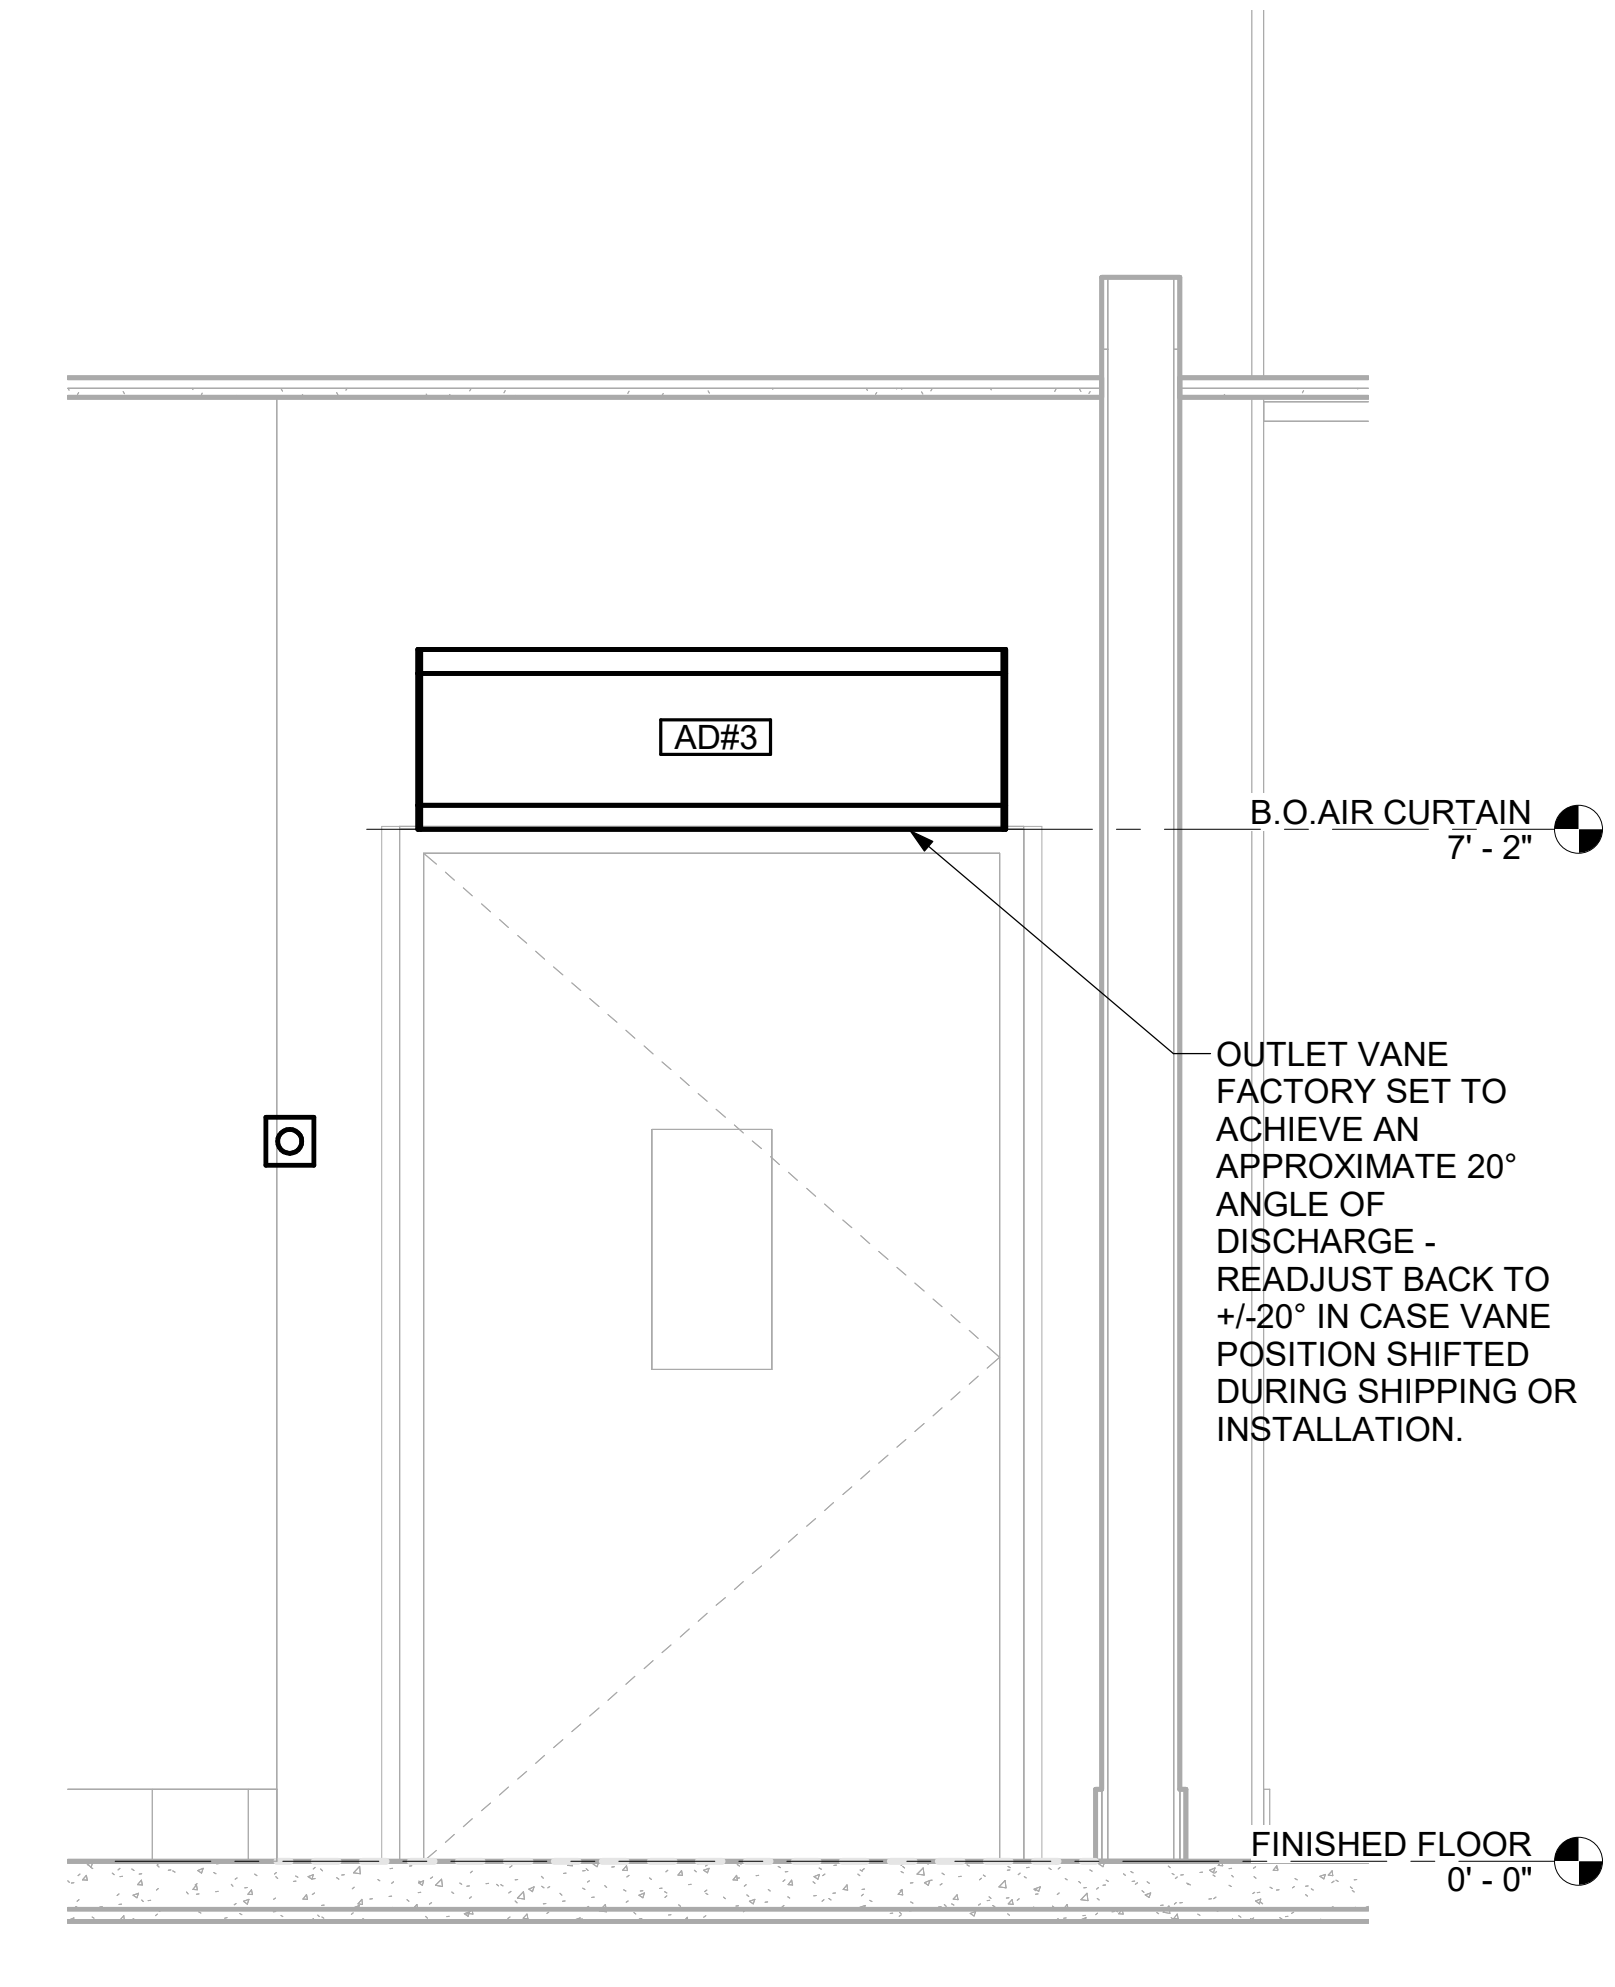 AD#3
B.O.AIR CURTAIN
7' - 2"
OUTLET VANE
FACTORY SET TO
ACHIEVE AN
APPROXIMATE 20°
ANGLE OF
DISCHARGE -
READJUST BACK TO
+/-20° IN CASE VANE
POSITION SHIFTED
DURING SHIPPING OR
INSTALLATION.
FINISHED FLOOR
0' - 0"